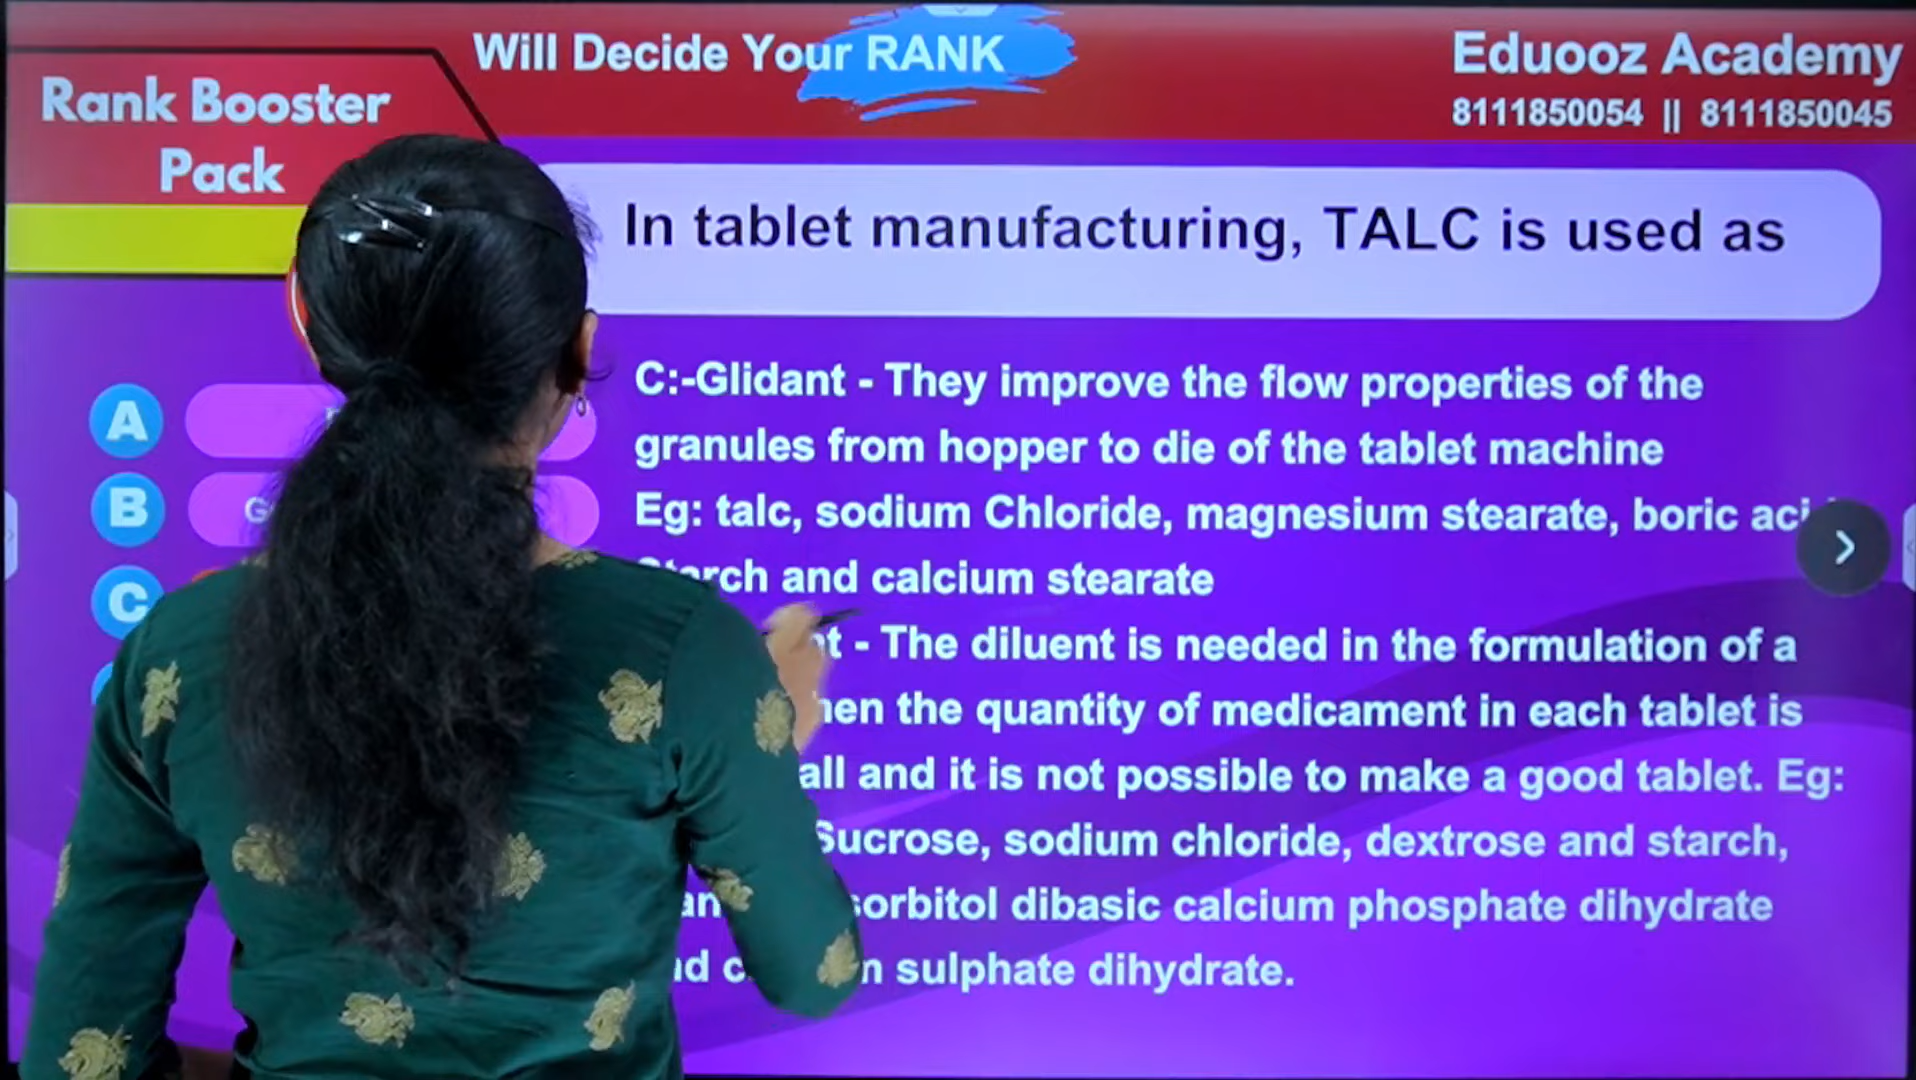 Will Decide Your RANK
Eduooz Academy
8111850054 || 8111850045
Rank Booster
Pack
In tablet manufacturing, TALC is used as
A
B
C
C:-Glidant - They improve the flow properties of the
granules from hopper to die of the tablet machine
Eg: talc, sodium Chloride, magnesium stearate, boric
and calcium stearate
- The diluent is needed in the formulation of a
the quantity of medicament in each tablet is
and it is not possible to make a good tablet. Eg:
Sucrose, sodium chloride, dextrose and starch,
sorbitol dibasic calcium phosphate dihydrate
sulphate dihydrate.